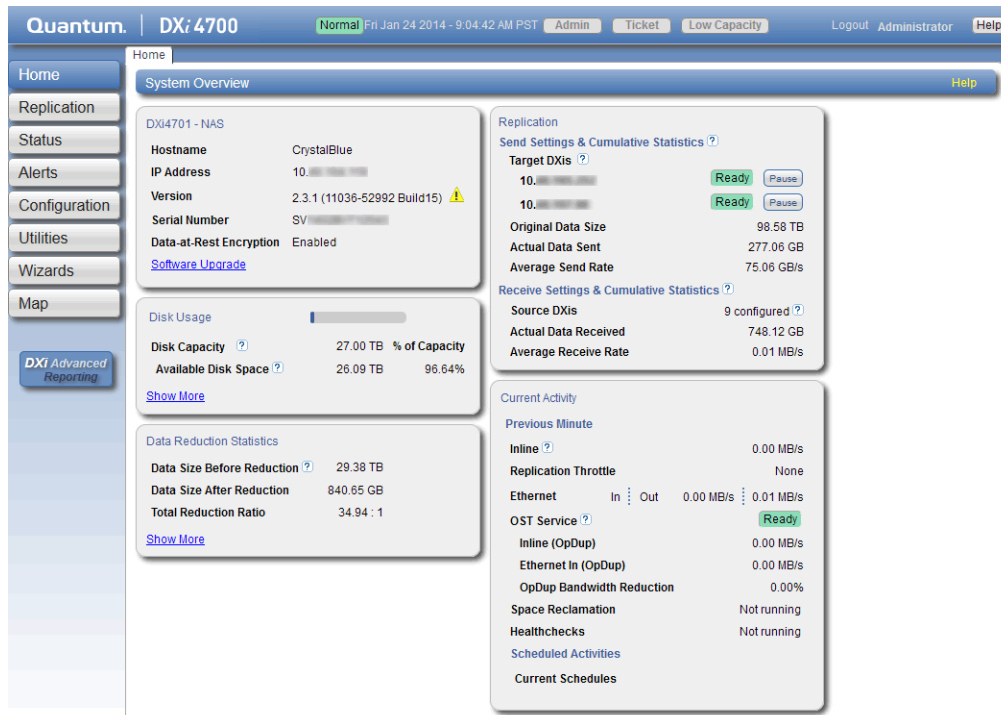 Quantum. DXi 4700 Normal Fri Jan 24 2014 - 9:04:42 AM PST Admin Ticket Low Capacity Logout Administrator Help
Home
Home
Replication
Status
Alerts
Configuration
Utilities
Wizards
Map
DXi Advanced
Reporting
System Overview Help
DXi4701 - NAS
Hostname CrystalBlue
IP Address 10.
Version 2.3.1 (11036-52992 Build15)
Serial Number SV
Data-at-Rest Encryption Enabled
Software Upgrade
Disk Usage
Disk Capacity ? 27.00 TB % of Capacity
Available Disk Space ? 26.09 TB 96.64%
Show More
Data Reduction Statistics
Data Size Before Reduction ? 29.38 TB
Data Size After Reduction 840.65 GB
Total Reduction Ratio 34.94 : 1
Show More
Replication
Send Settings & Cumulative Statistics ?
Target DXis ?
10. Ready Pause
10. Ready Pause
Original Data Size 98.58 TB
Actual Data Sent 277.06 GB
Average Send Rate 75.06 GB/s
Receive Settings & Cumulative Statistics ?
Source DXis 9 configured ?
Actual Data Received 748.12 GB
Average Receive Rate 0.01 MB/s
Current Activity
Previous Minute
Inline ? 0.00 MB/s
Replication Throttle None
Ethernet In Out 0.00 MB/s 0.01 MB/s
OST Service ? Ready
Inline (OpDup) 0.00 MB/s
Ethernet In (OpDup) 0.00 MB/s
OpDup Bandwidth Reduction 0.00%
Space Reclamation Not running
Healthchecks Not running
Scheduled Activities
Current Schedules